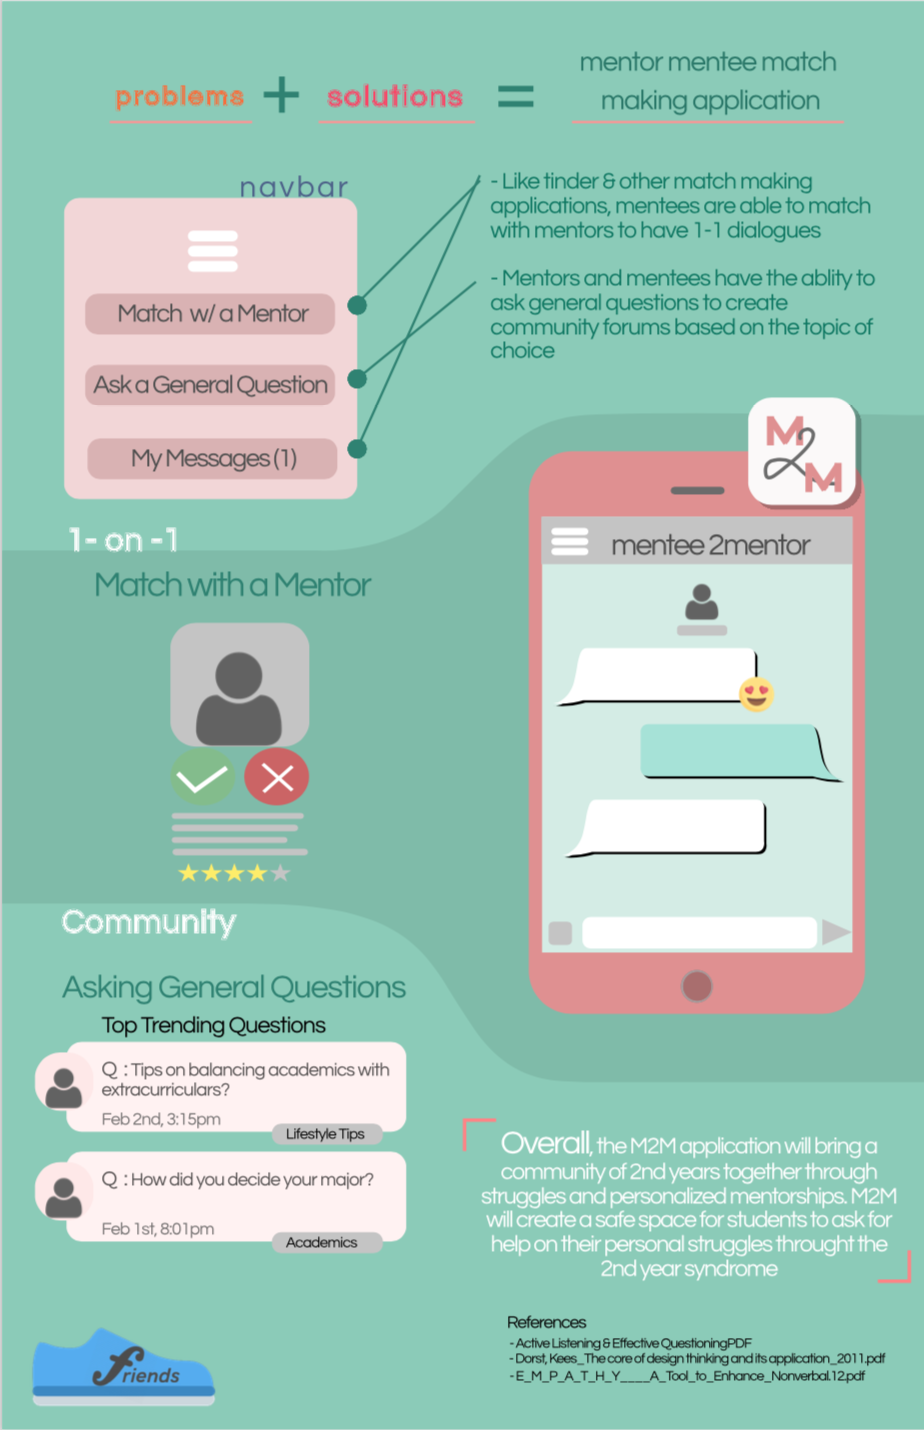 problems + solutions =
mentor mentee match
making application
navbar
Match w/ a Mentor
Ask a General Question
My Messages (1)
- Like tinder & other match making
applications, mentees are able to match
with mentors to have 1-1 dialogues
- Mentors and mentees have the ablity to
ask general questions to create
community forums based on the topic of
choice
M2M
mentee 2mentor
1- on -1
Match with a Mentor
Community
Asking General Questions
Top Trending Questions
Q : Tips on balancing academics with
extracurriculars?
Feb 2nd, 3:15pm
Lifestyle Tips
Q : How did you decide your major?
Feb 1st, 8:01pm
Academics
Overall, the M2M application will bring a
community of 2nd years together through
struggles and personalized mentorships. M2M
will create a safe space for students to ask for
help on their personal struggles throught the
2nd year syndrome
References
- Active Listening & Effective QuestioningPDF
- Dorst, Kees_The core of design thinking and its application_2011.pdf
- E_M_P_A_T_H_Y____A_Tool_to_Enhance_Nonverbal.12.pdf
friends